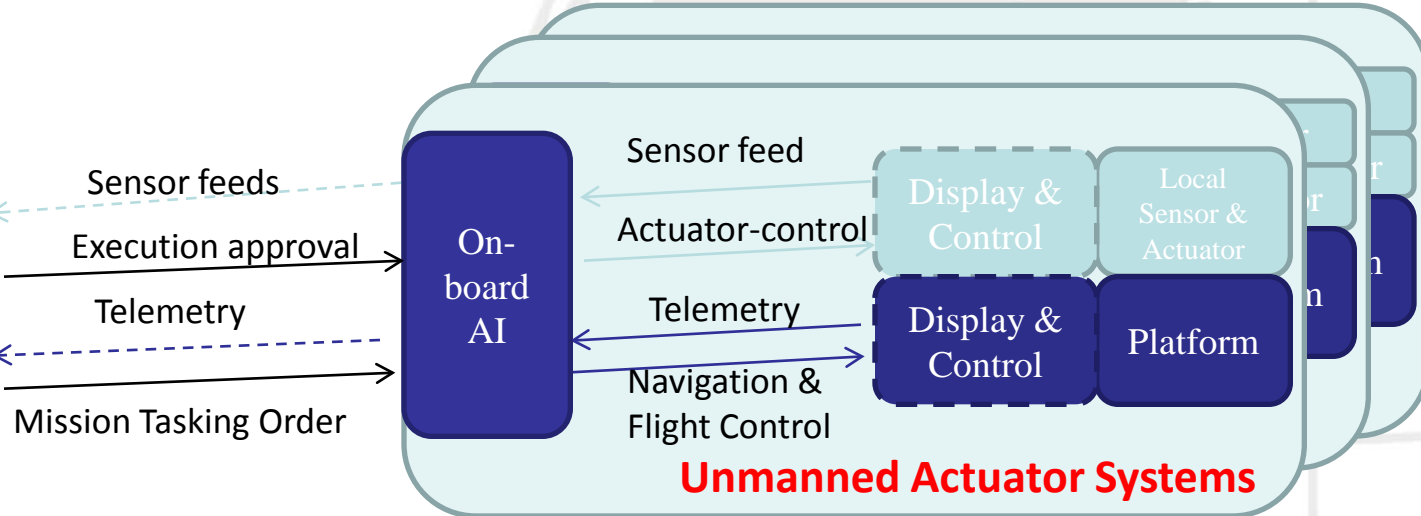 Sensor feeds
Execution approval
Telemetry
Mission Tasking Order
On-
board
AI
Sensor feed
Actuator-control
Telemetry
Navigation &
Flight Control
Display &
Control
Local
Sensor &
Actuator
Display &
Control
Platform
Unmanned Actuator Systems